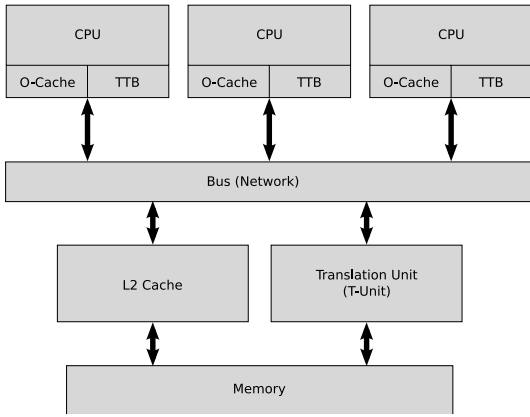 CPU
CPU
CPU
O-Cache TTB
O-Cache TTB
O-Cache TTB
Bus (Network)
L2 Cache
Translation Unit
(T-Unit)
Memory